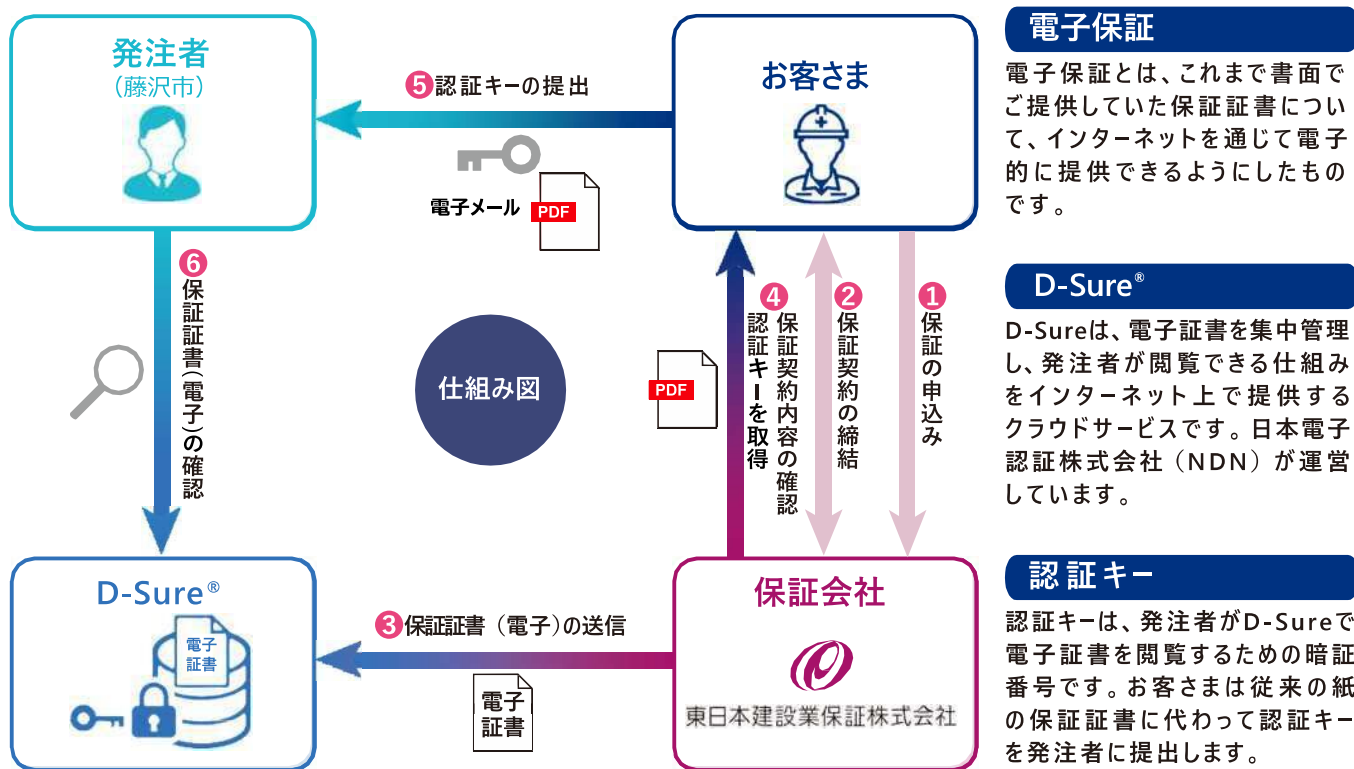 発注者
(藤沢市)
❺認証キーの提出
電子メール
PDF
お客さま
❻保証証書(電子)の確認
仕組み図
PDF
❹保証契約内容の確認
認証キーを取得
❷保証契約の締結
❶保証の申込み
D-Sure®
電子
証書
❸保証証書（電子）の送信
電子
証書
保証会社
東日本建設業保証株式会社
電子保証
電子保証とは、これまで書面で
ご提供していた保証証書につい
て、インターネットを通じて電子
的に提供できるようにしたもの
です。
D-Sure®
D-Sureは、電子証書を集中管理
し、発注者が閲覧できる仕組み
をインターネット上で提供する
クラウドサービスです。日本電子
認証株式会社（NDN）が運営
しています。
認証キー
認証キーは、発注者がD-Sureで
電子証書を閲覧するための暗証
番号です。お客さまは従来の紙
の保証証書に代わって認証キー
を発注者に提出します。